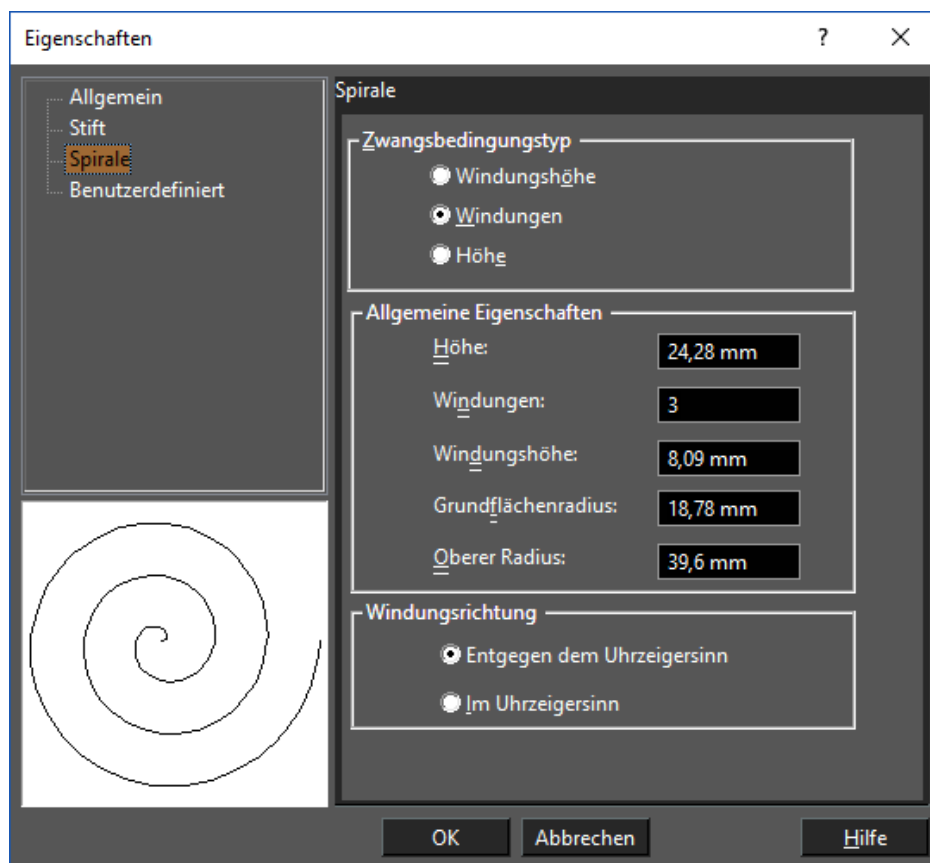 Eigenschaften
?
Allgemein
Stift
Spirale
Benutzerdefiniert
Spirale
Zwangsbedingungstyp
Windungshöhe
Windungen
Höhe
Allgemeine Eigenschaften
Höhe: 24,28 mm
Windungen: 3
Windungshöhe: 8,09 mm
Grundflächenradius: 18,78 mm
Oberer Radius: 39,6 mm
Windungsrichtung
Entgegen dem Uhrzeigersinn
Im Uhrzeigersinn
OK Abbrechen Hilfe